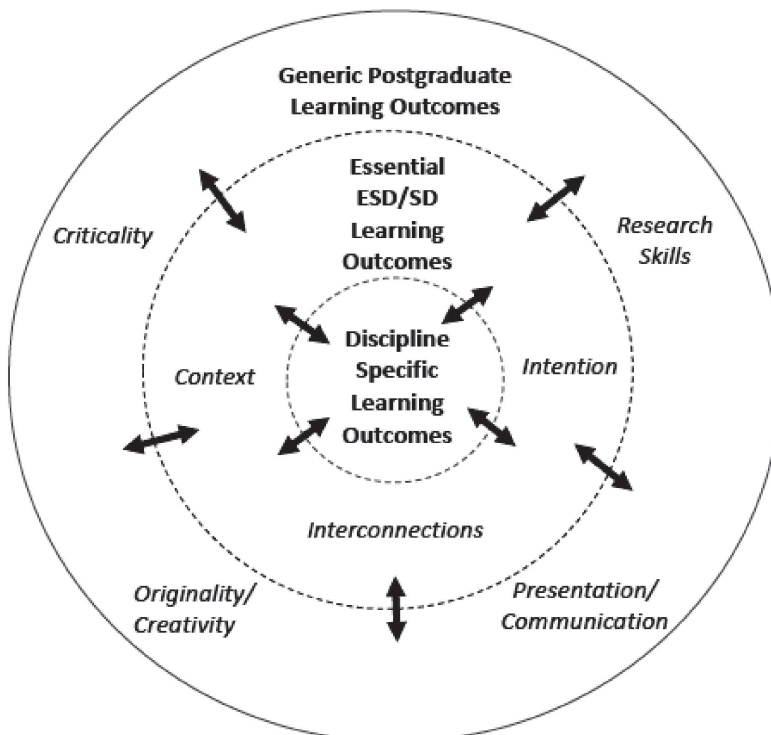 Generic Postgraduate
Learning Outcomes
Essential
ESD/SD
Learning
Outcomes
Criticality
Research
Skills
Discipline
Specific
Learning
Outcomes
Context
Intention
Interconnections
Originality/
Creativity
Presentation/
Communication